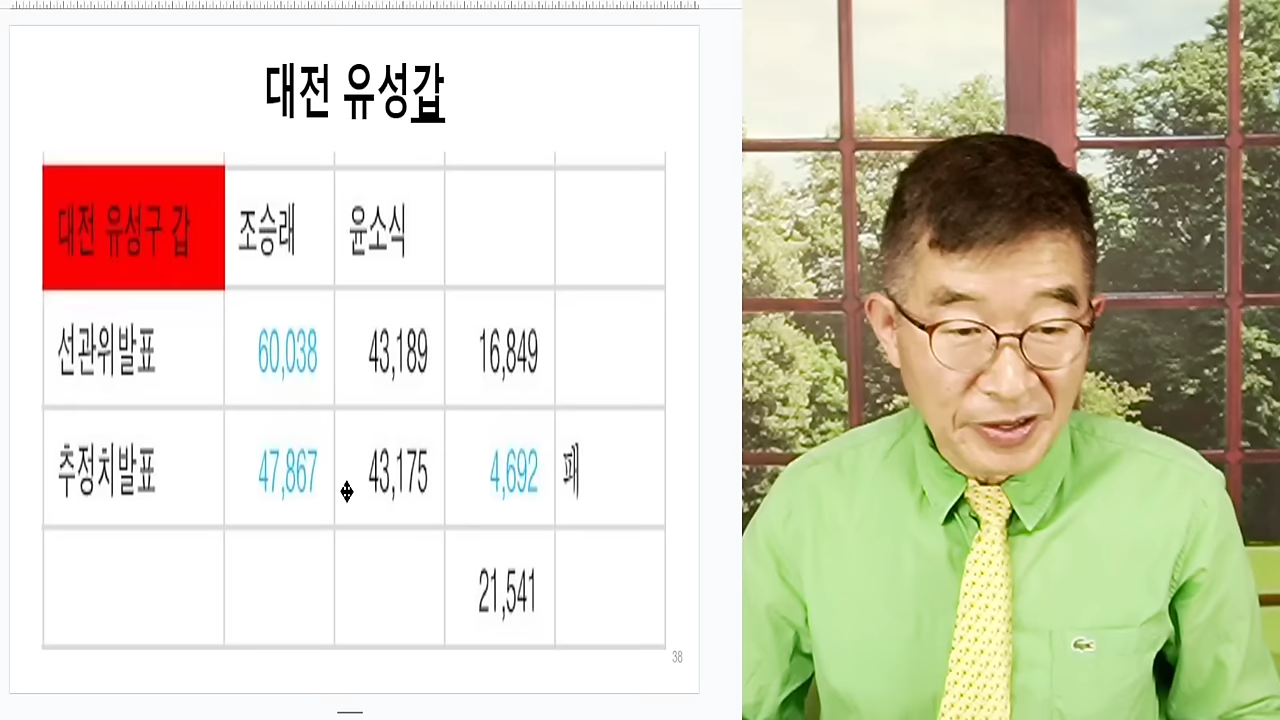 대전 유성갑
대전 유성구 갑 조승래 윤소식
선관위발표 60,038 43,189 16,849
추정치발표 47,867 43,175 4,692 패
21,541
38